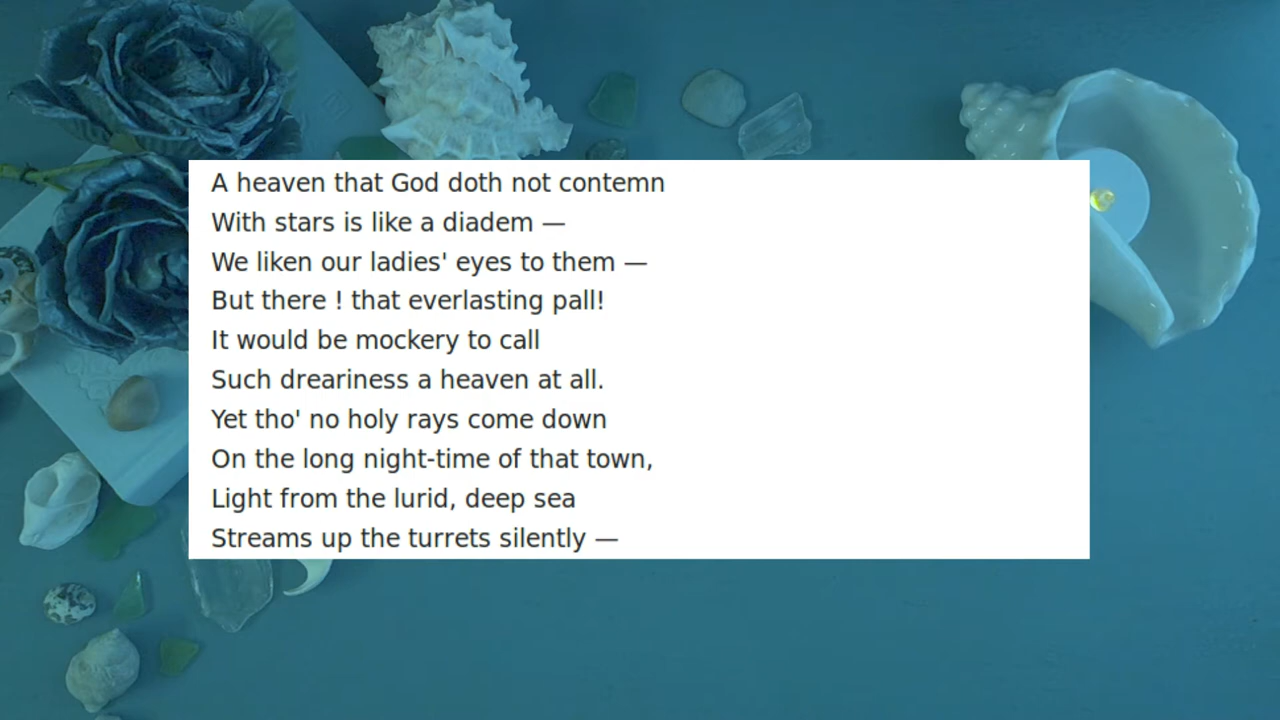 A heaven that God doth not contemn
With stars is like a diadem —
We liken our ladies' eyes to them —
But there ! that everlasting pall!
It would be mockery to call
Such dreariness a heaven at all.
Yet tho' no holy rays come down
On the long night-time of that town,
Light from the lurid, deep sea
Streams up the turrets silently —